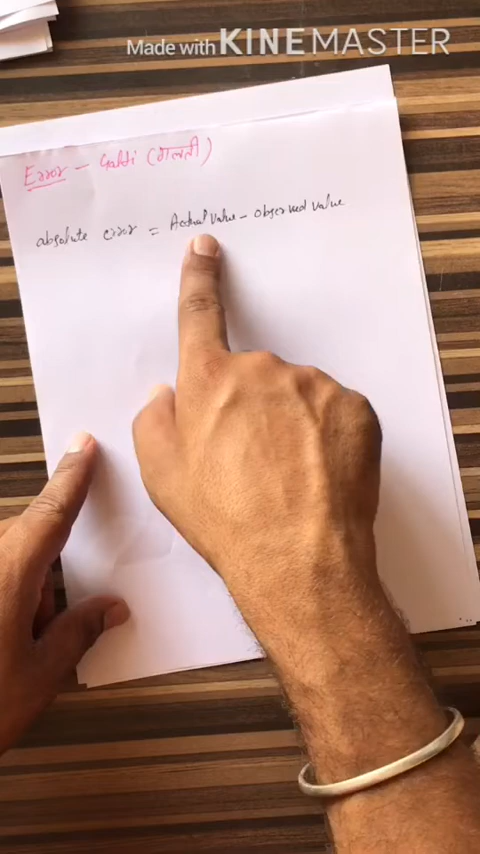 Made with KINEMASTER
Error - Galti (गलती)
absolute error = Actual Value - observed value